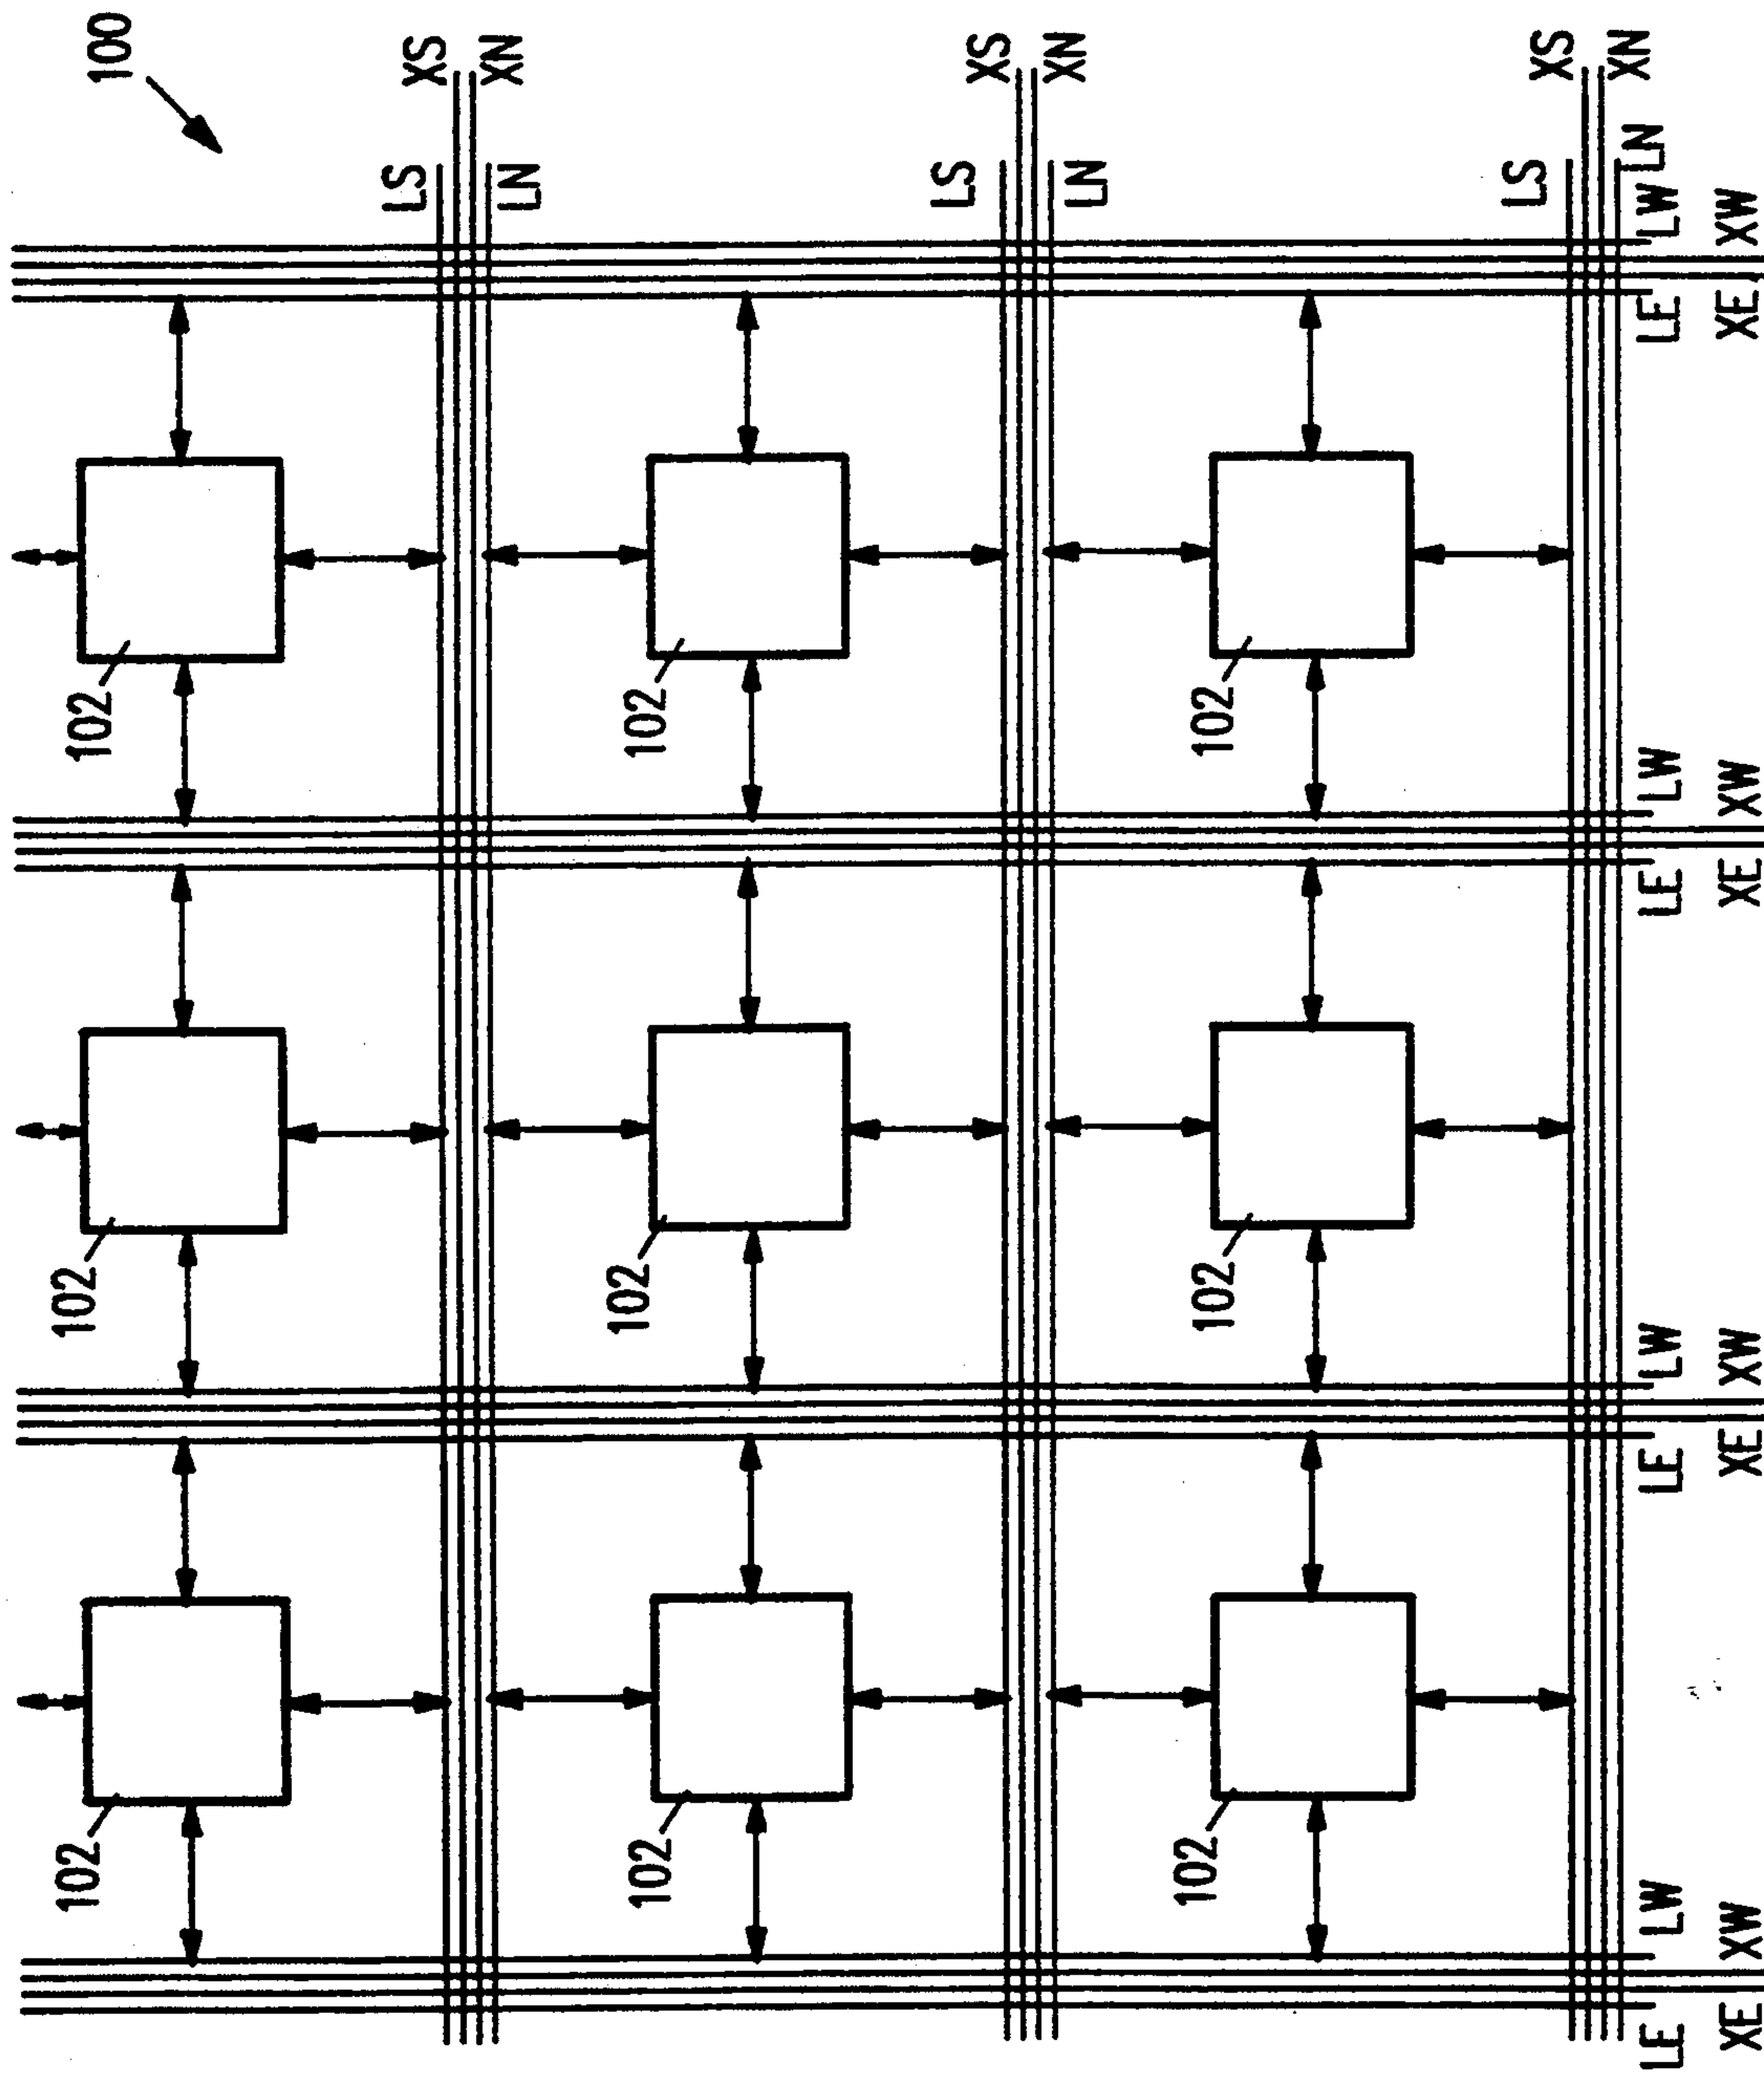 100
102 102 102
LS XS
LN XN
102 102 102
LS XS
LN XN
102 102 102
LS XS
XN
LE LW LE LW LE LW LE LW LN
XE XW XE XW XE XW XE, XW